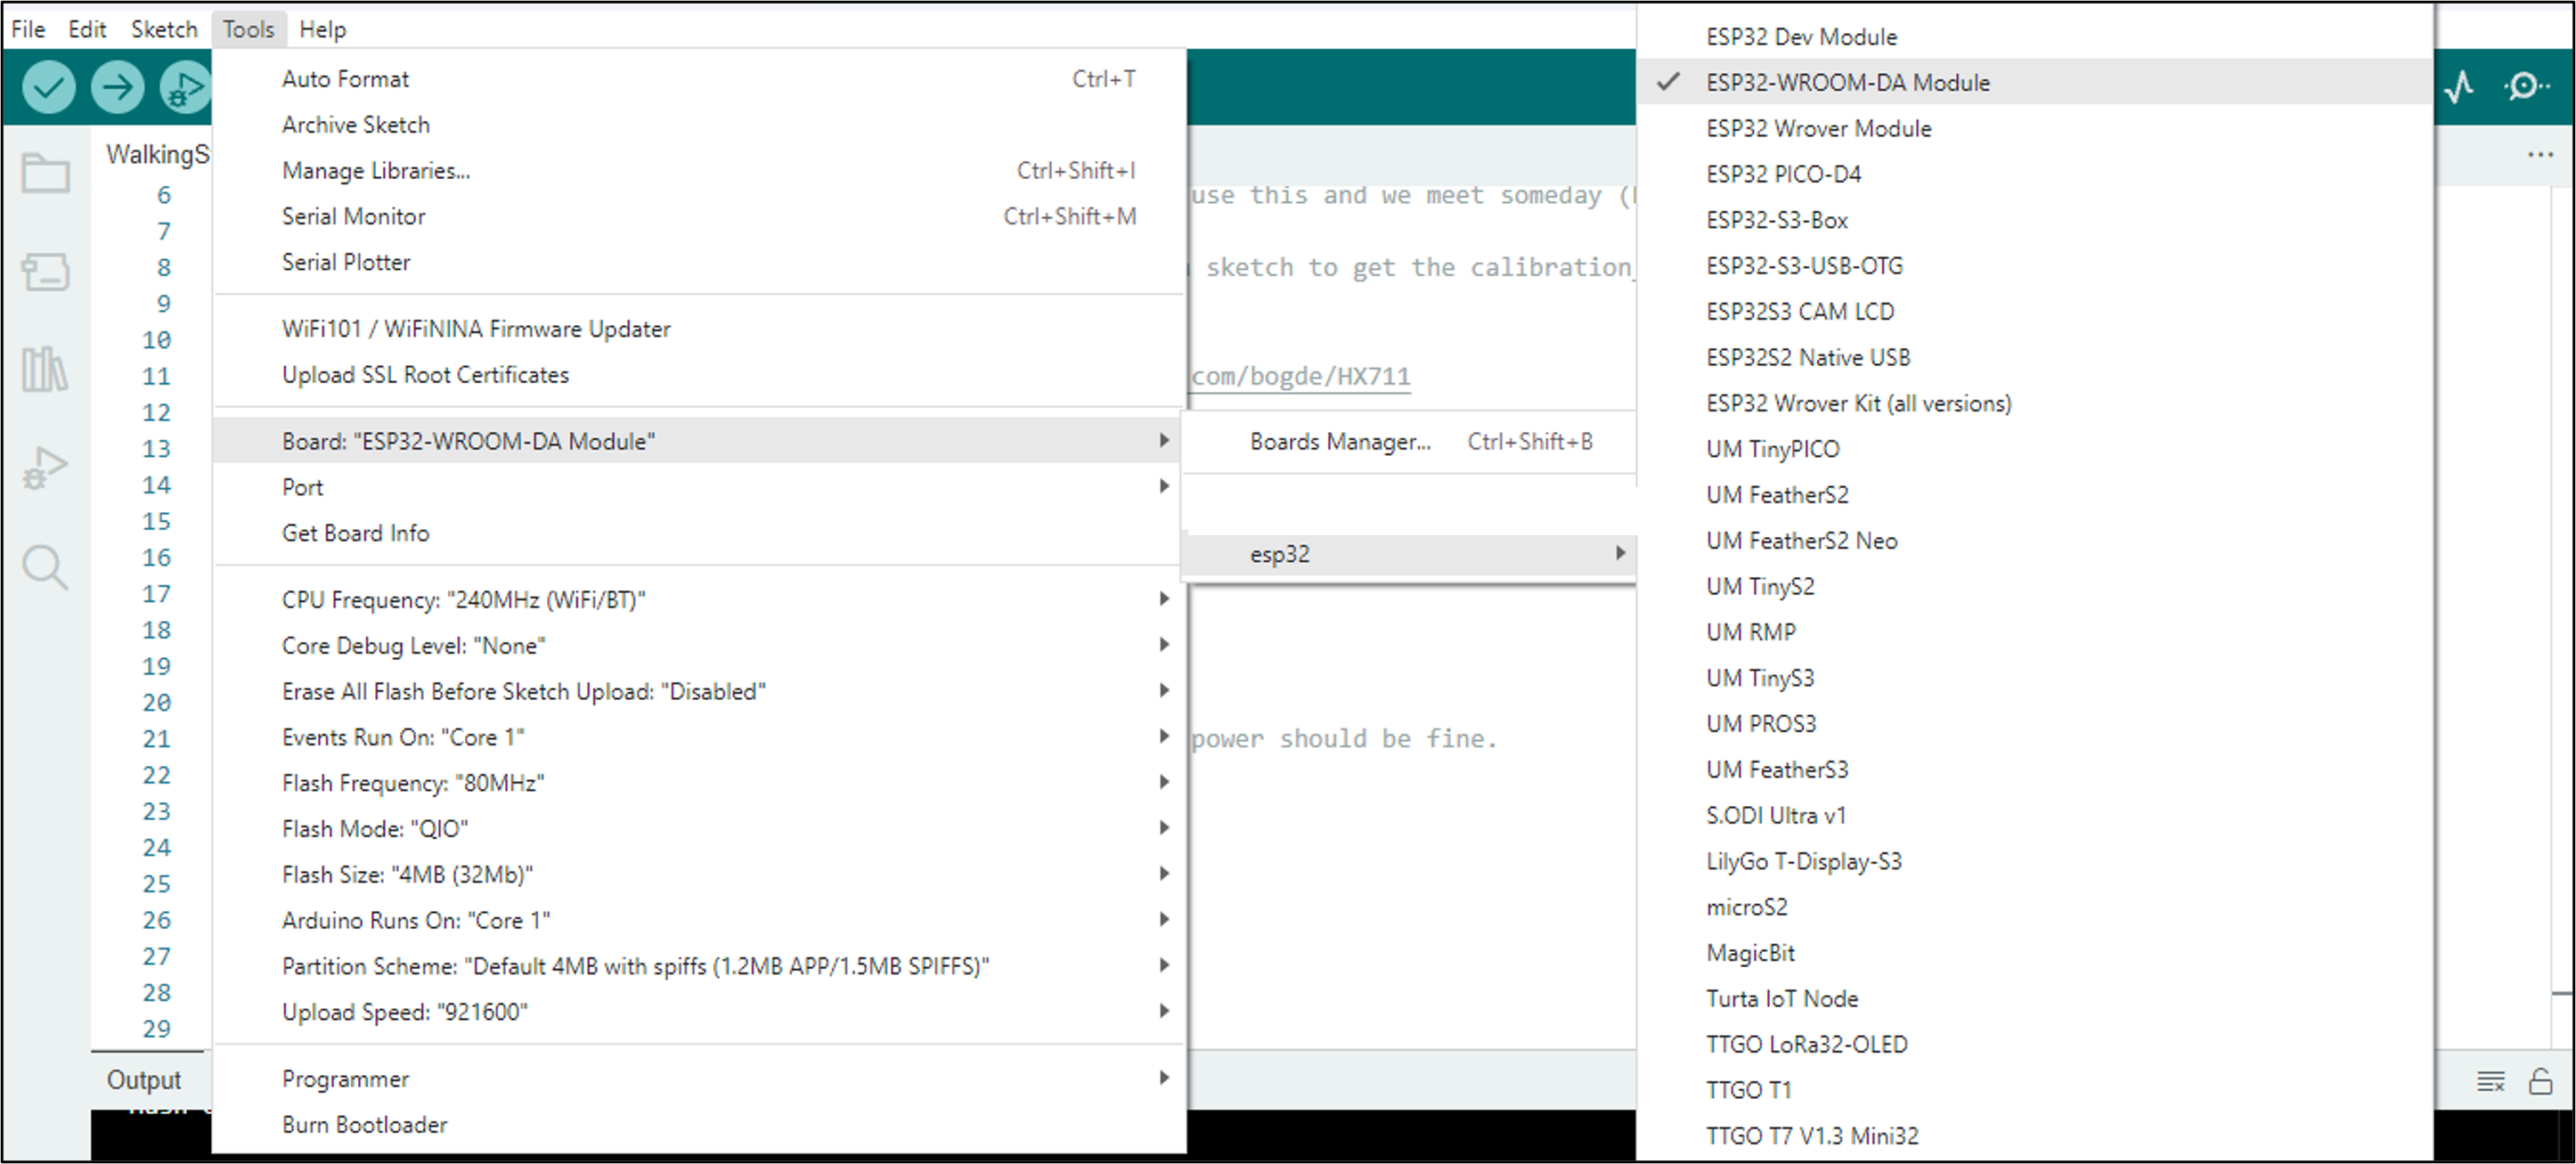 File Edit Sketch Tools Help
Auto Format Ctrl+T
Archive Sketch
Manage Libraries... Ctrl+Shift+I
Serial Monitor Ctrl+Shift+M
Serial Plotter
WiFi101 / WiFiNINA Firmware Updater
Upload SSL Root Certificates
Board: "ESP32-WROOM-DA Module"
Port
Get Board Info
CPU Frequency: "240MHz (WiFi/BT)"
Core Debug Level: "None"
Erase All Flash Before Sketch Upload: "Disabled"
Events Run On: "Core 1"
Flash Frequency: "80MHz"
Flash Mode: "QIO"
Flash Size: "4MB (32Mb)"
Arduino Runs On: "Core 1"
Partition Scheme: "Default 4MB with spiffs (1.2MB APP/1.5MB SPIFFS)"
Upload Speed: "921600"
Programmer
Burn Bootloader
Boards Manager... Ctrl+Shift+B
esp32
ESP32 Dev Module
ESP32-WROOM-DA Module
ESP32 Wrover Module
ESP32 PICO-D4
ESP32-S3-Box
ESP32-S3-USB-OTG
ESP32S3 CAM LCD
ESP32S2 Native USB
ESP32 Wrover Kit (all versions)
UM TinyPICO
UM FeatherS2
UM FeatherS2 Neo
UM TinyS2
UM RMP
UM TinyS3
UM PROS3
UM FeatherS3
S.ODI Ultra v1
LilyGo T-Display-S3
microS2
MagicBit
Turta IoT Node
TTGO LoRa32-OLED
TTGO T1
TTGO T7 V1.3 Mini32
WalkingS
6
7
8
9
10
11
12
13
14
15
16
17
18
19
20
21
22
23
24
25
26
27
28
29
use this and we meet someday (
sketch to get the calibration_
com/bogde/HX711
power should be fine.
Output